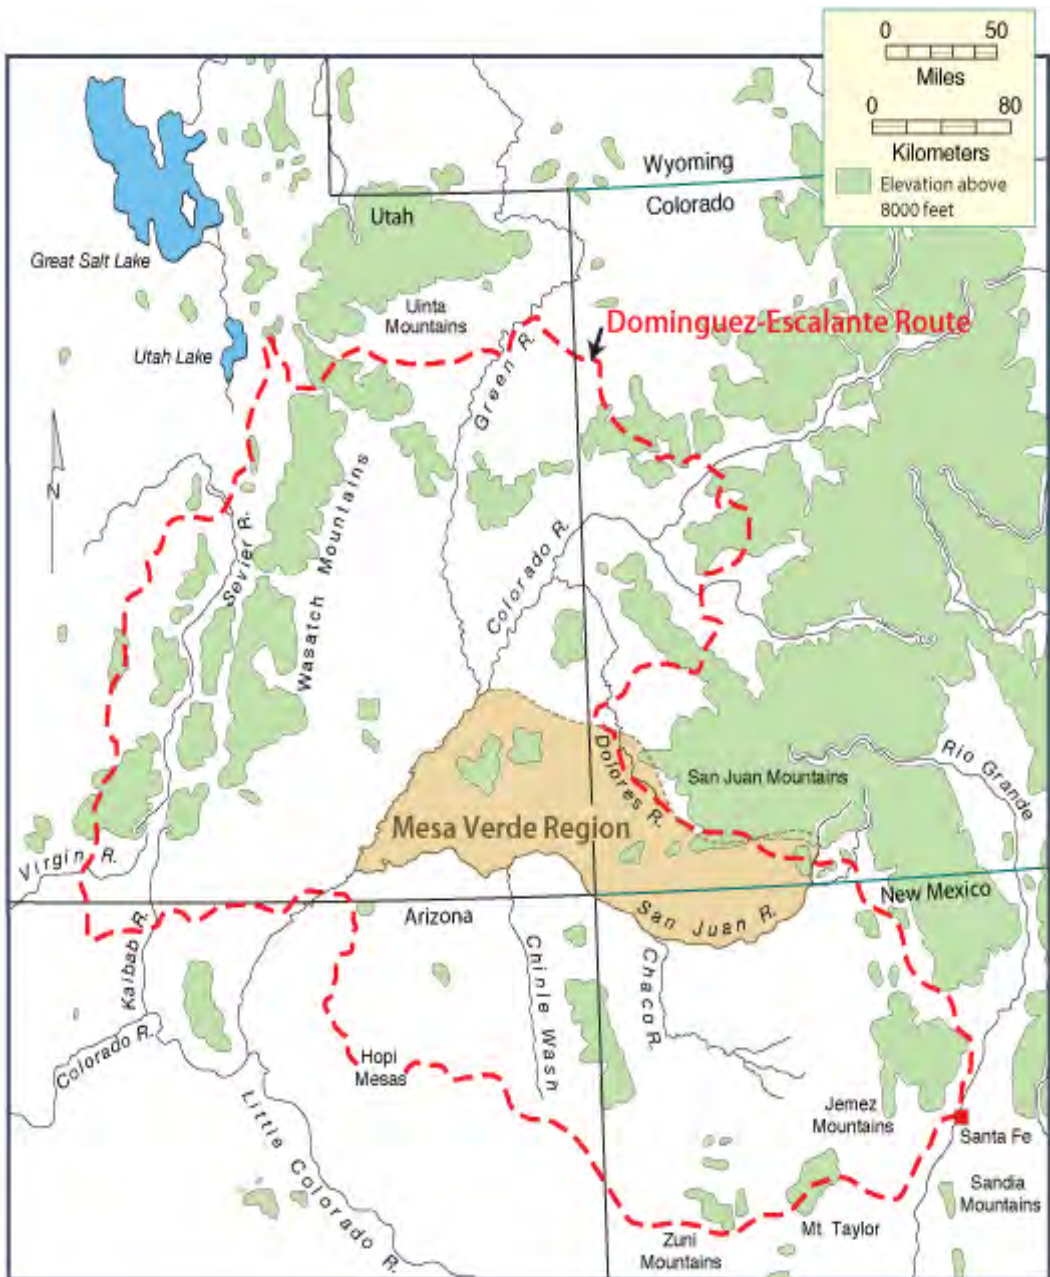 0 50
Miles
0 80
Kilometers
Elevation above
8000 feet
Wyoming
Colorado
Utah
Great Salt Lake
Uinta
Mountains
Dominguez-Escalante Route
Utah Lake
Green R.
N
Wasatch Mountains
Sevier R.
Colorado R.
Dolores R.
San Juan Mountains
Rio Grande
Mesa Verde Region
Virgin R.
New Mexico
Arizona
San Juan R.
Kaibab R.
Chinle Wash
Chaco R.
Colorado R.
Hopi
Mesas
Little Colorado R.
Jemez
Mountains
Santa Fe
Sandia
Mountains
Mt. Taylor
Zuni
Mountains